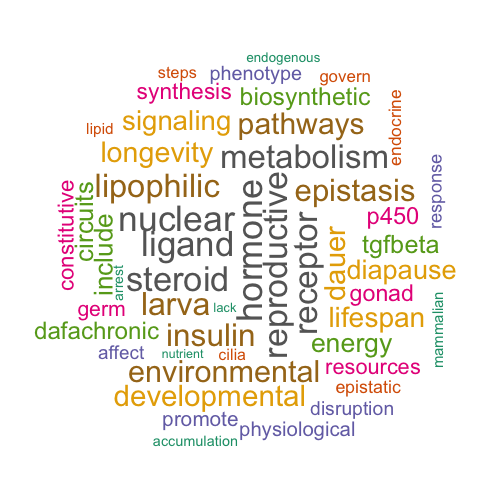 endogenous
steps
phenotype
govern
synthesis
biosynthetic
lipid
signaling
pathways
endocrine
longevity
metabolism
lipophilic
epistasis
response
constitutive
circuits
include
nuclear
hormone
reproductive
receptor
p450
ligand
dauer
tgfbeta
arrest
steroid
diapause
germ
larva
lack
gonad
mammalian
dafachronic
insulin
lifespan
affect
nutrient
cilia
energy
environmental
resources
developmental
epistatic
promote
disruption
physiological
accumulation